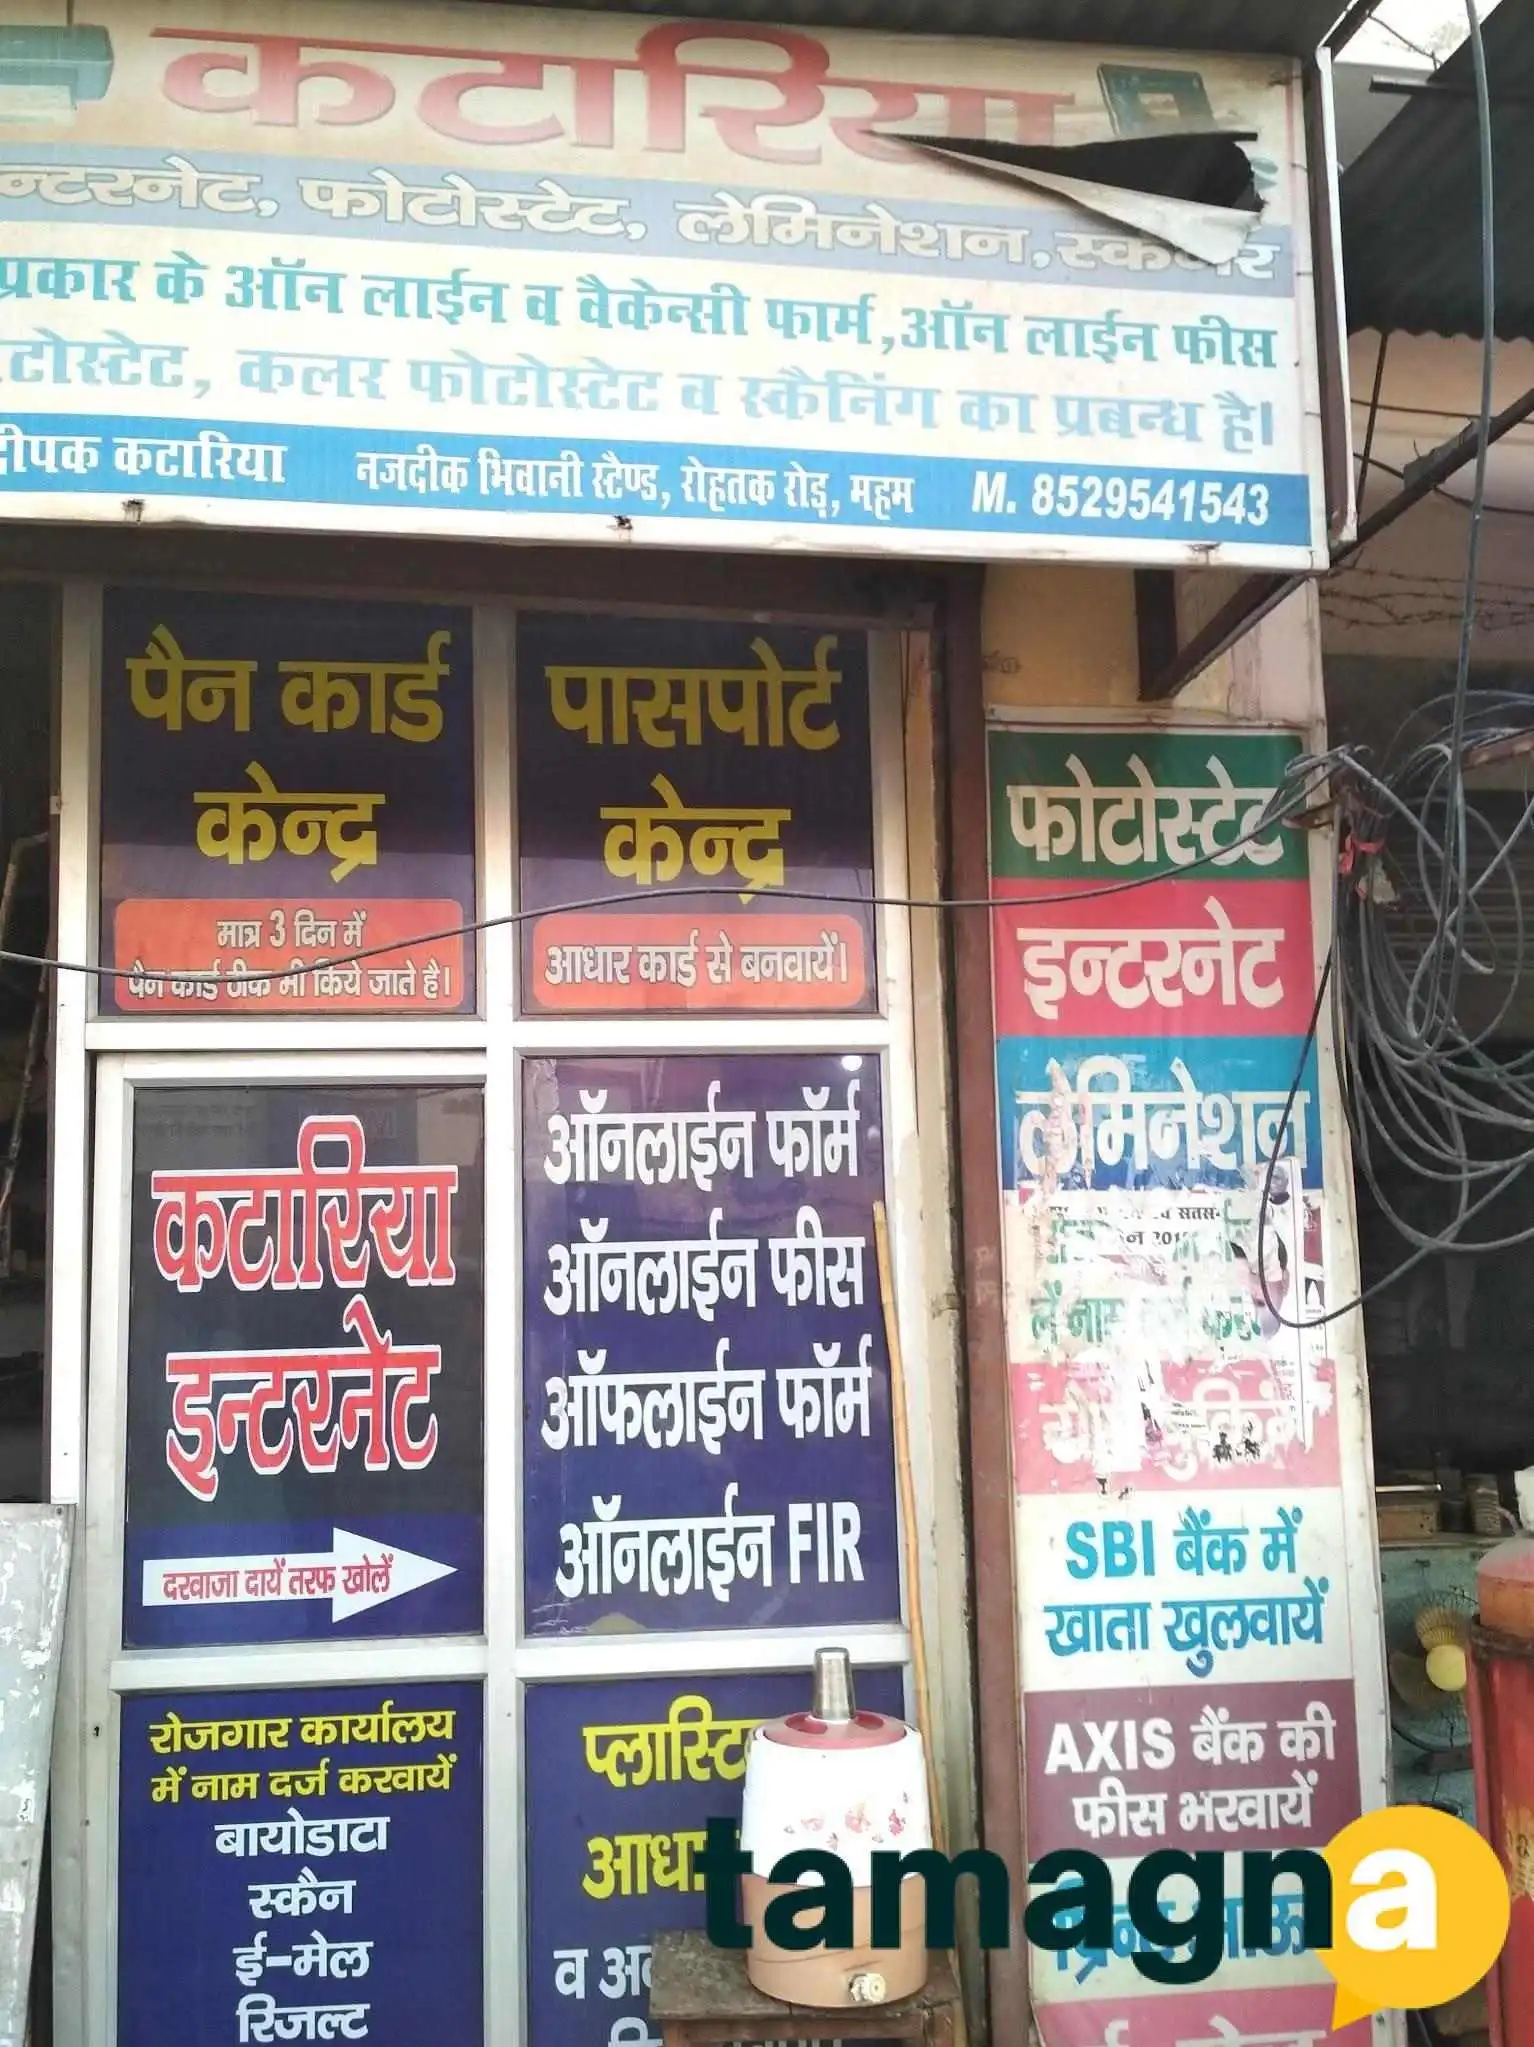 कटारिया
न्टरनेट, फोटोस्टेट, लेमिनेशन,
प्रकार के ऑन लाईन व वैकेन्सी फार्म,ऑन लाईन फीस
टोस्टेट, कलर फोटोस्टेट व स्कैनिंग का प्रबन्ध है।
दीपक कटारिया नजदीक भिवानी स्टैण्ड, रोहतक रोड़, महम M. 8529541543
पैन कार्ड
केन्द्र
मात्र 3 दिन में
पैन कार्ड ठीक भी किये जाते है।
पासपोर्ट
केन्द्र
आधार कार्ड से बनवायें।
कटारिया
इन्टरनेट
दरवाजा दायें तरफ खोलें
ऑनलाईन फॉर्म
ऑनलाईन फीस
ऑफलाईन फॉर्म
ऑनलाईन FIR
रोजगार कार्यालय
में नाम दर्ज करवायें
बायोडाटा
स्कैन
ई-मेल
रिजल्ट
प्लास्टि
आधा
व अ
फोटोस्टेट
इन्टरनेट
लेमिनेशन
SBI बैंक में
खाता खुलवायें
AXIS बैंक की
फीस भरवायें
tamagna